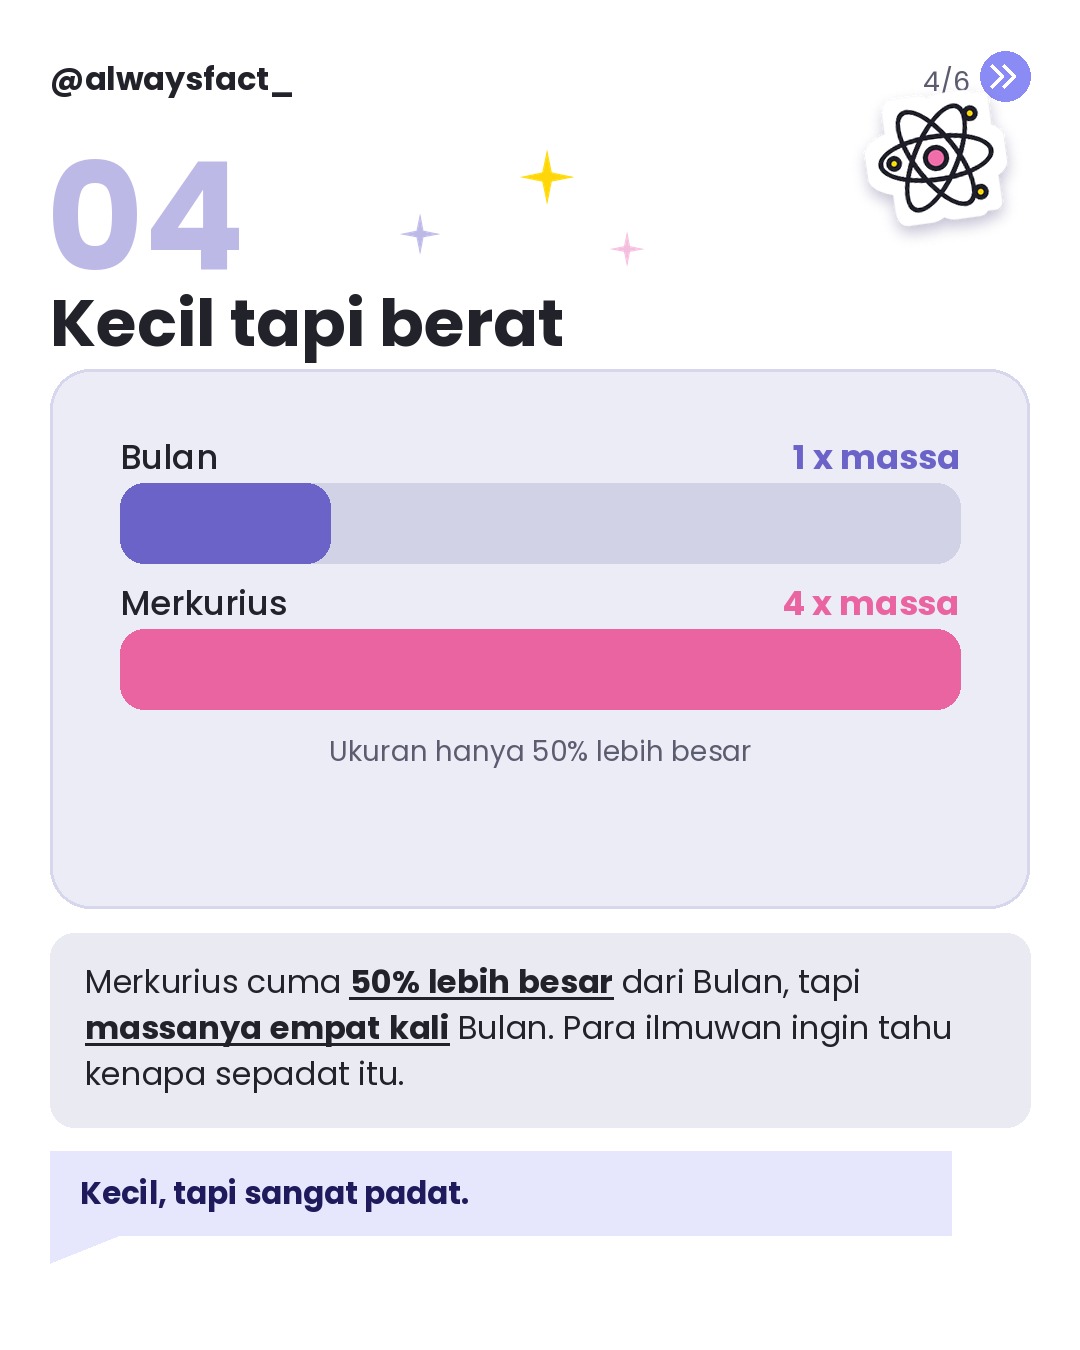 @alwaysfact_
4/6
04
Kecil tapi berat
Bulan
1 x massa
Merkurius
4 x massa
Ukuran hanya 50% lebih besar
Merkurius cuma 50% lebih besar dari Bulan, tapi
massanya empat kali Bulan. Para ilmuwan ingin tahu
kenapa sepadat itu.
Kecil, tapi sangat padat.